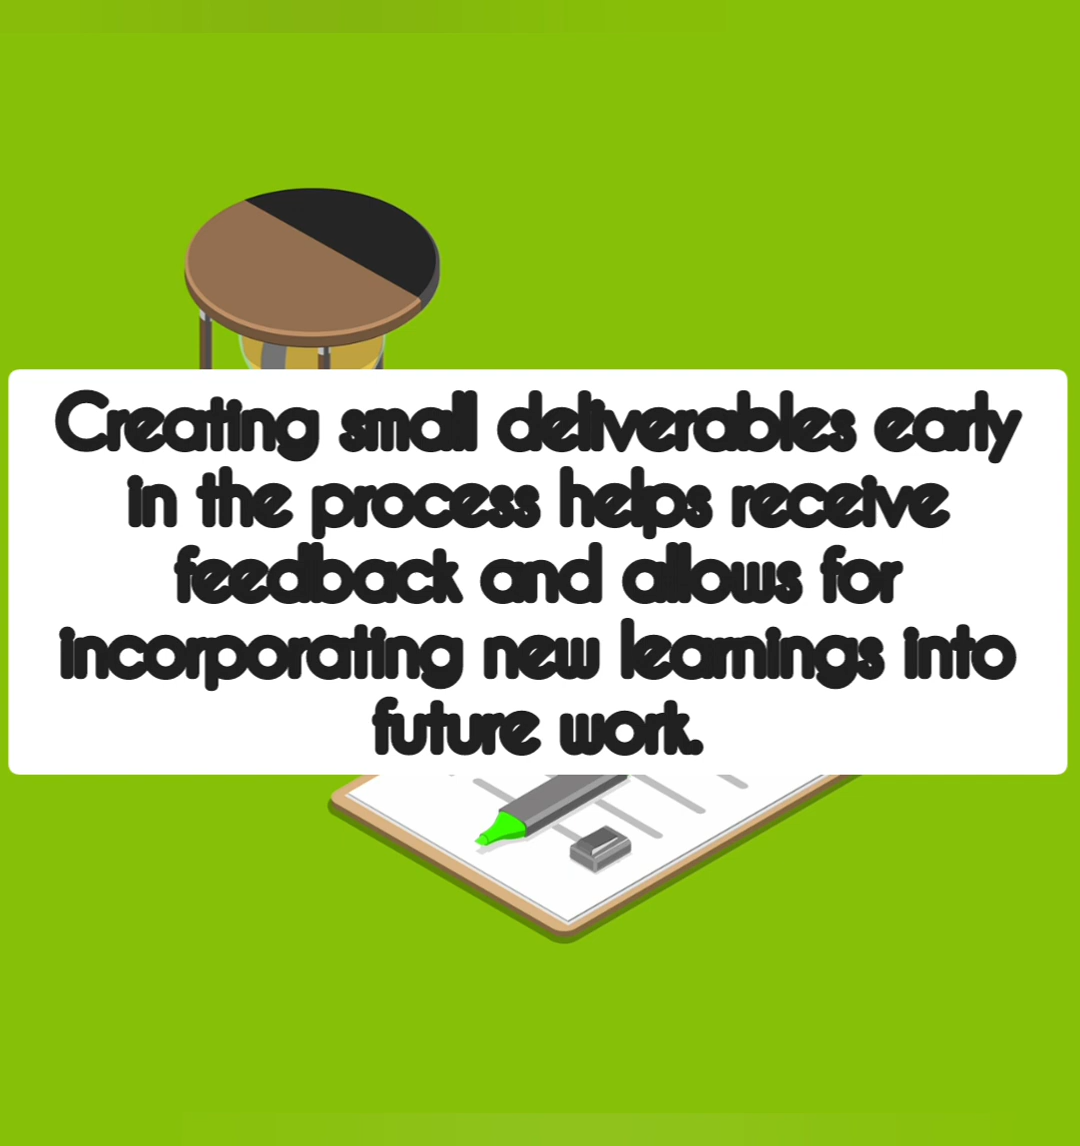 Creating small deliverables early
in the process helps receive
feedback and allows for
incorporating new learnings into
future work.